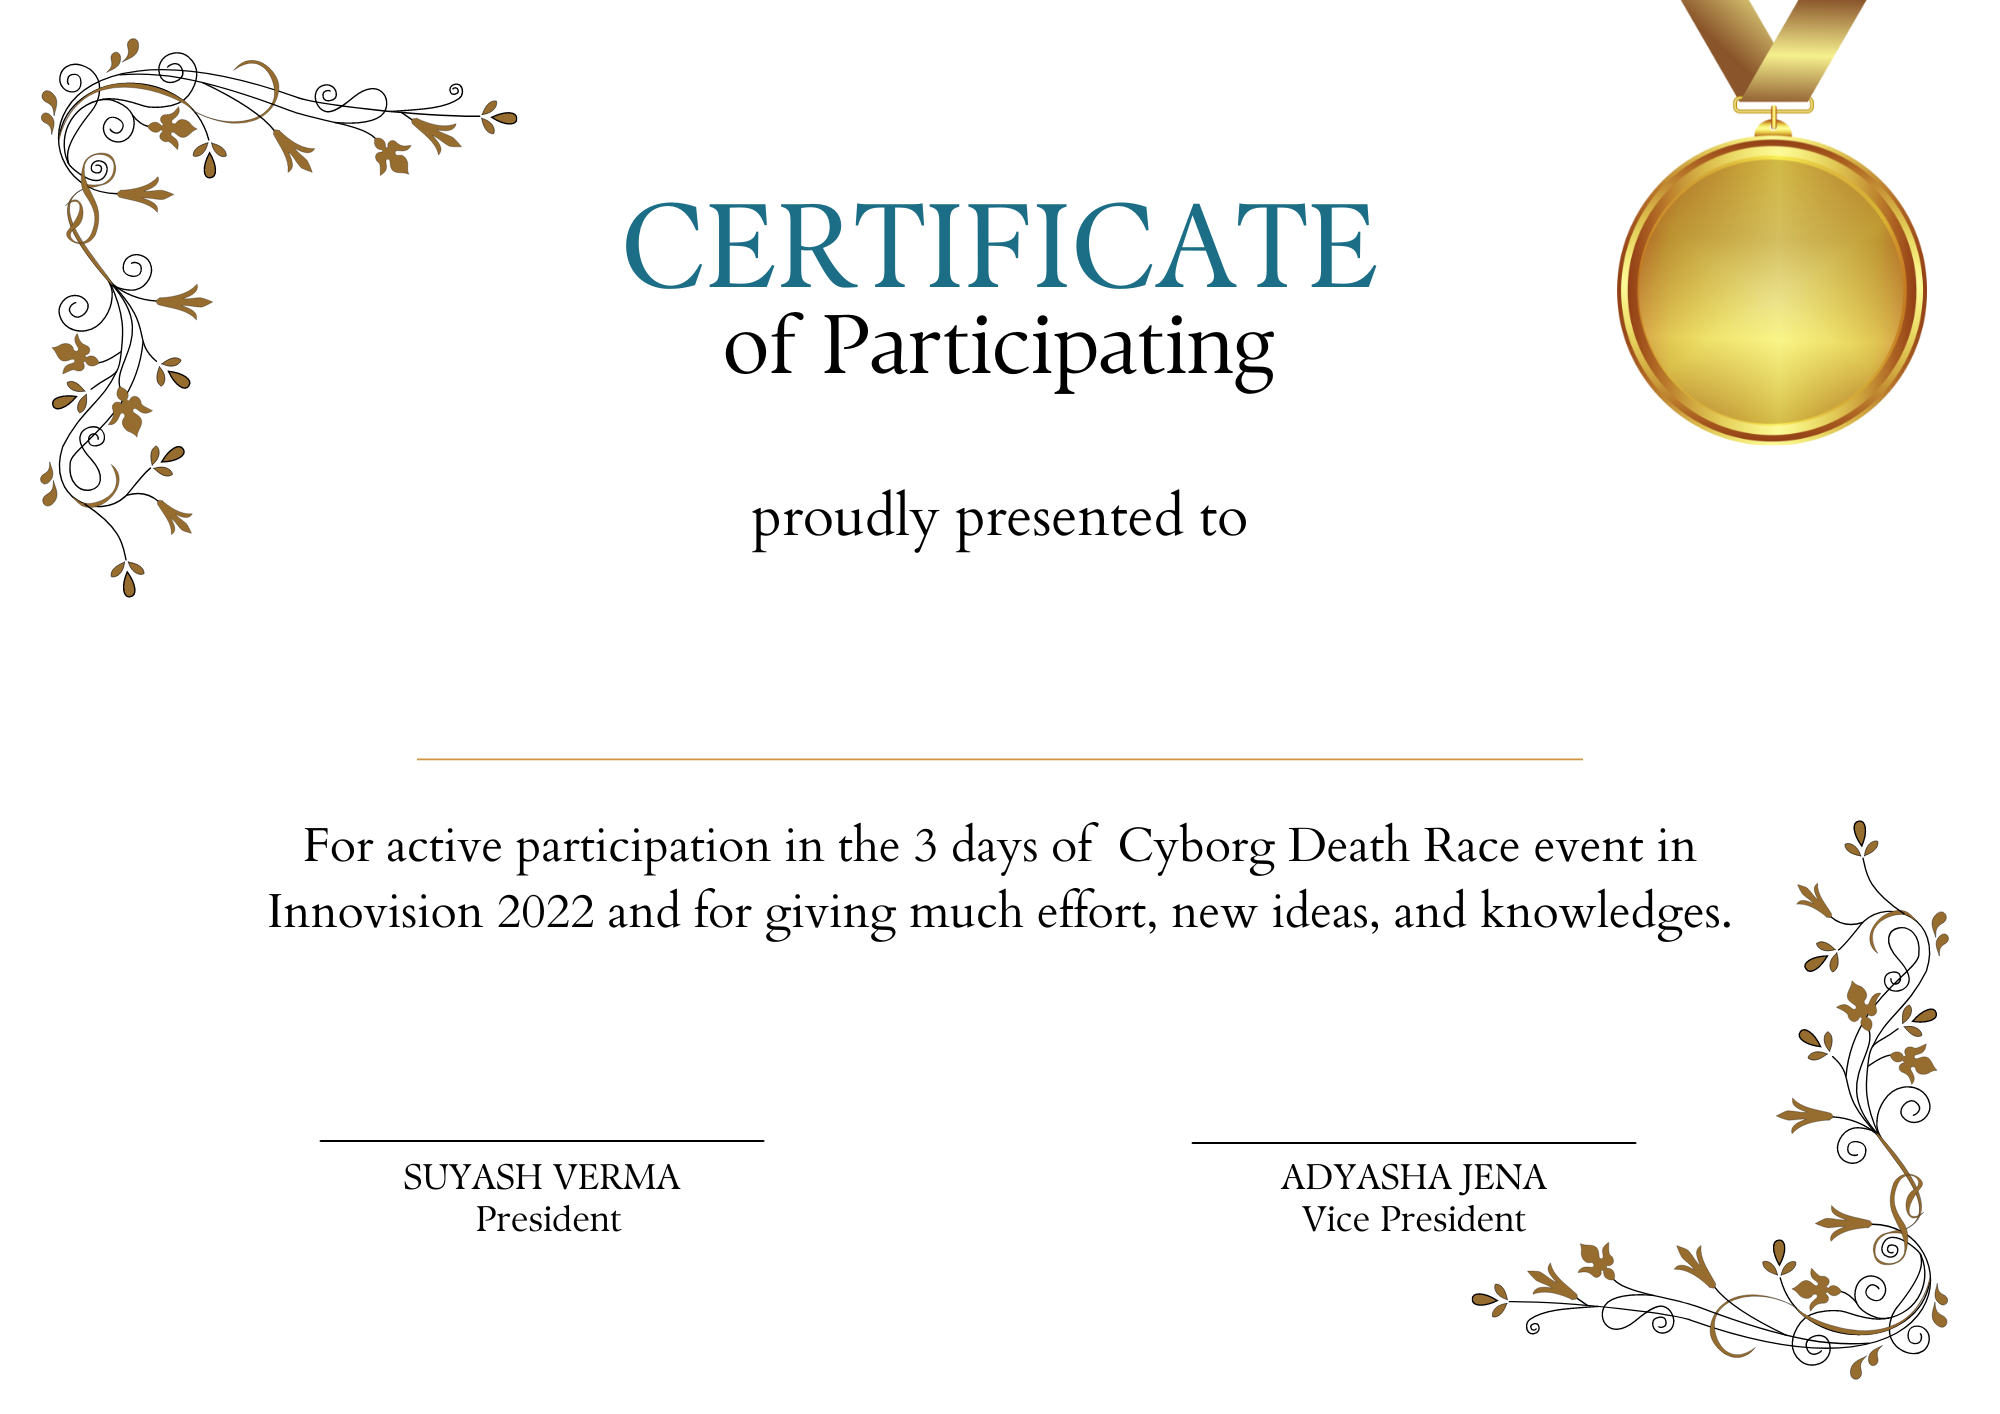 CERTIFICATE
of Participating
proudly presented to
For active participation in the 3 days of  Cyborg Death Race event in
Innovision 2022 and for giving much effort, new ideas, and knowledges.
SUYASH VERMA
President
ADYASHA JENA
Vice President